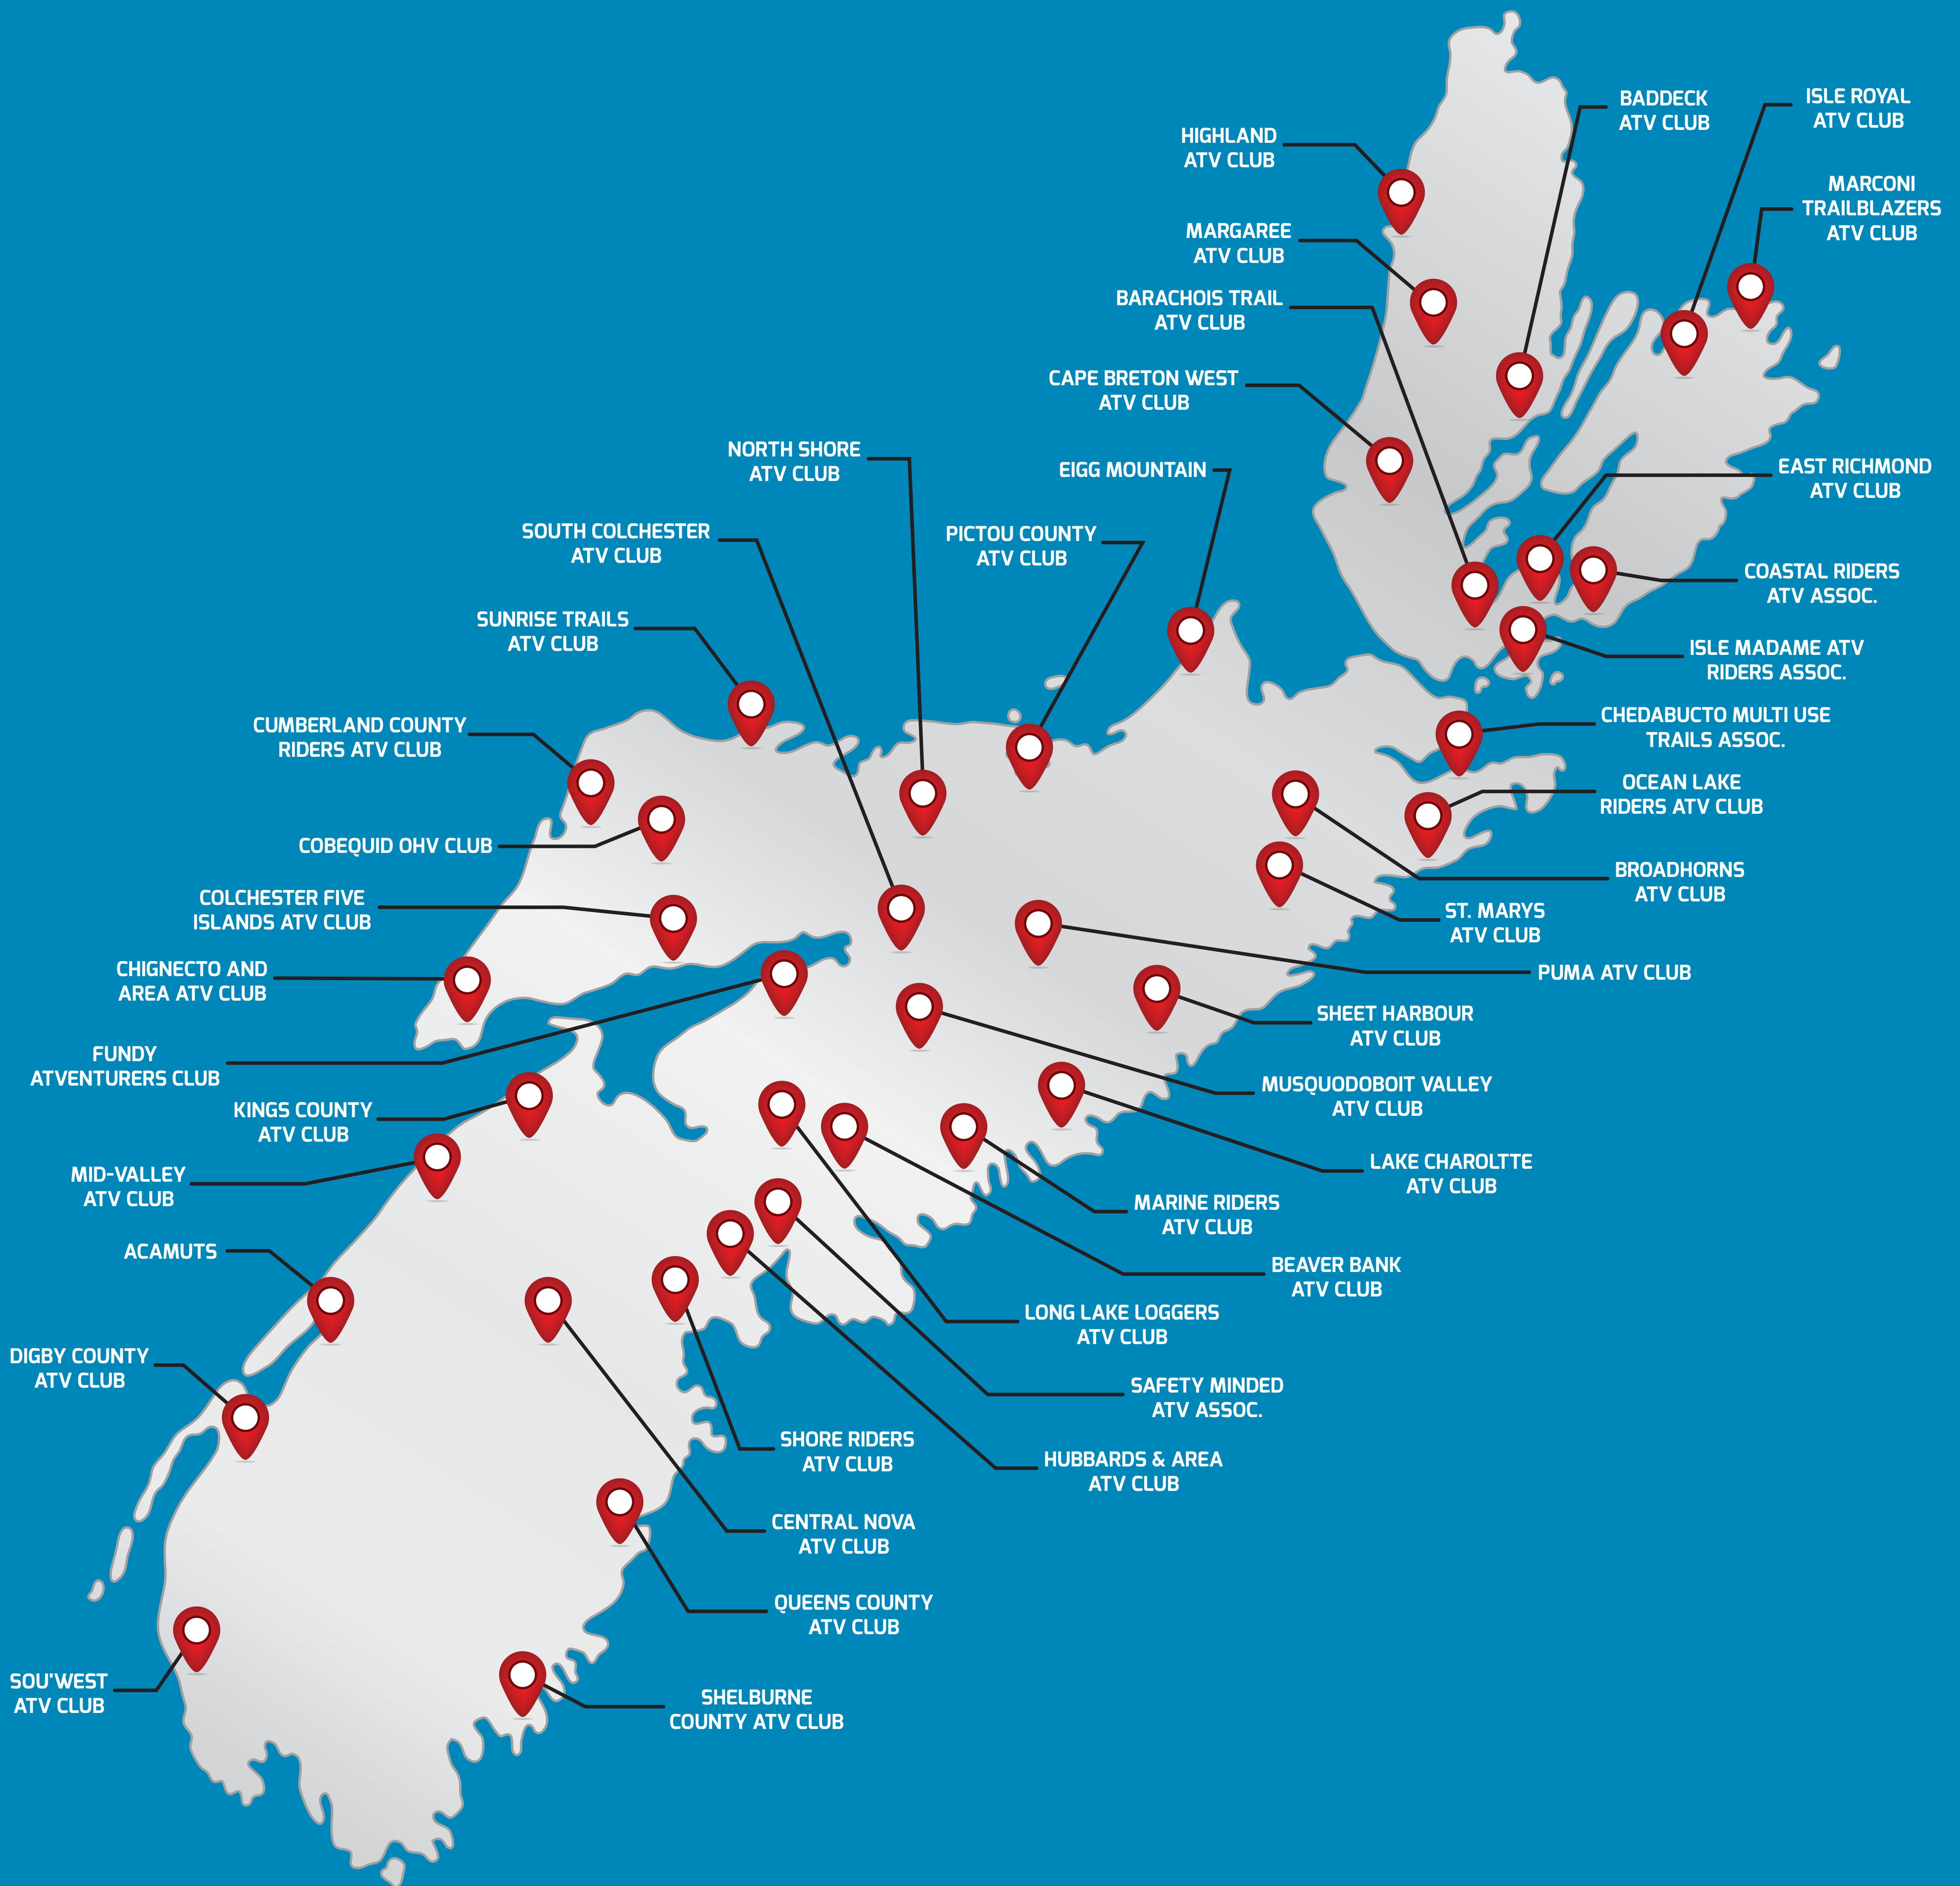 BADDECK
ATV CLUB
ISLE ROYAL
ATV CLUB
HIGHLAND
ATV CLUB
MARCONI
TRAILBLAZERS
ATV CLUB
MARGAREE
ATV CLUB
BARACHOIS TRAIL
ATV CLUB
CAPE BRETON WEST
ATV CLUB
NORTH SHORE
ATV CLUB
EIGG MOUNTAIN
EAST RICHMOND
ATV CLUB
SOUTH COLCHESTER
ATV CLUB
PICTOU COUNTY
ATV CLUB
COASTAL RIDERS
ATV ASSOC.
SUNRISE TRAILS
ATV CLUB
ISLE MADAME ATV
RIDERS ASSOC.
CUMBERLAND COUNTY
RIDERS ATV CLUB
CHEDABUCTO MULTI USE
TRAILS ASSOC.
OCEAN LAKE
RIDERS ATV CLUB
COBEQUID OHV CLUB
BROADHORNS
ATV CLUB
COLCHESTER FIVE
ISLANDS ATV CLUB
ST. MARYS
ATV CLUB
CHIGNECTO AND
AREA ATV CLUB
PUMA ATV CLUB
SHEET HARBOUR
ATV CLUB
FUNDY
ATVENTURERS CLUB
MUSQUODOBOIT VALLEY
ATV CLUB
KINGS COUNTY
ATV CLUB
LAKE CHAROLTTE
ATV CLUB
MID-VALLEY
ATV CLUB
MARINE RIDERS
ATV CLUB
ACAMUTS
BEAVER BANK
ATV CLUB
LONG LAKE LOGGERS
ATV CLUB
DIGBY COUNTY
ATV CLUB
SAFETY MINDED
ATV ASSOC.
SHORE RIDERS
ATV CLUB
HUBBARDS & AREA
ATV CLUB
CENTRAL NOVA
ATV CLUB
QUEENS COUNTY
ATV CLUB
SOU'WEST
ATV CLUB
SHELBURNE
COUNTY ATV CLUB